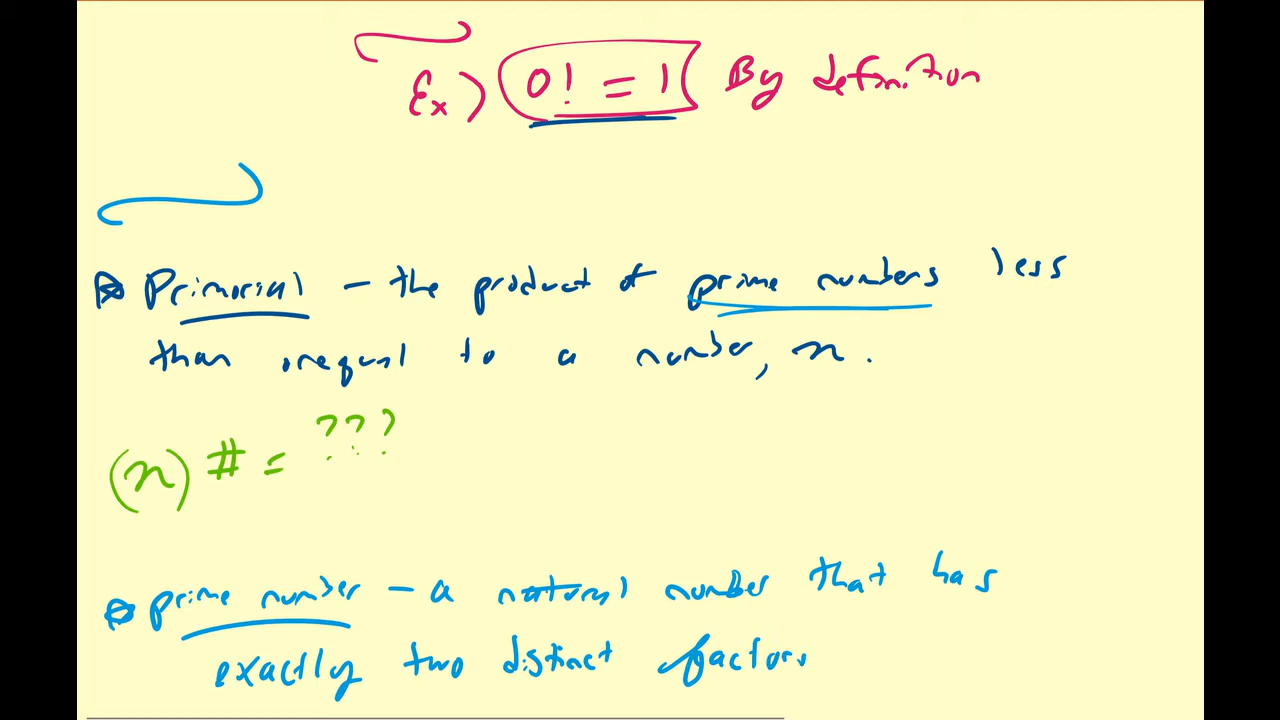 Ex) 0! = 1 By definition
Primorial – the product of prime numbers less
than or equal to a number, n.
(n)# = ???
prime number – a natural number that has
exactly two distinct factors